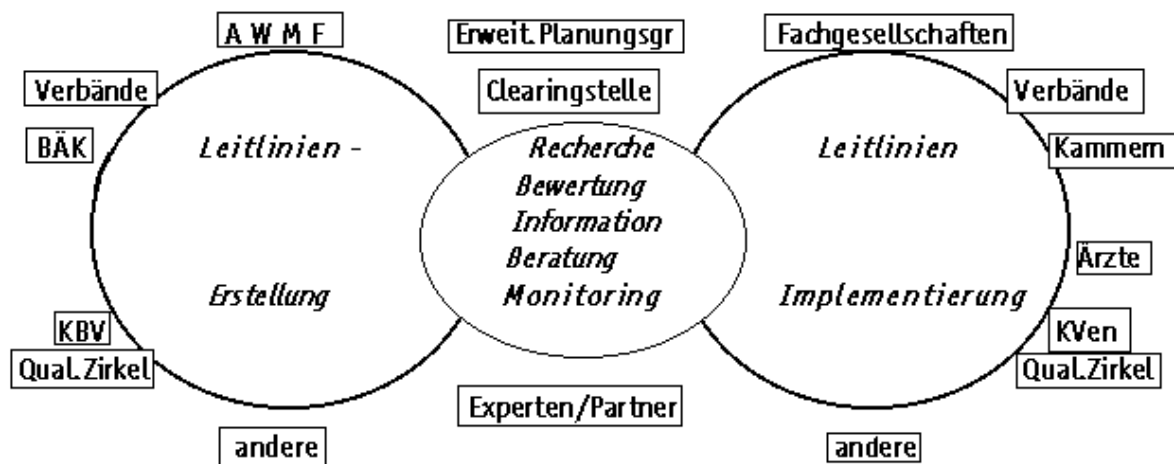 A W M F
Erweit. Planungsgr
Fachgesellschaften
Verbände
Clearingstelle
Verbände
BÄK
Leitlinien -
Recherche
Leitlinien
Kammern
Bewertung
Information
Beratung
Ärzte
Erstellung
Monitoring
Implementierung
KBV
KVen
Qual.Zirkel
Qual.Zirkel
Experten/Partner
andere
andere